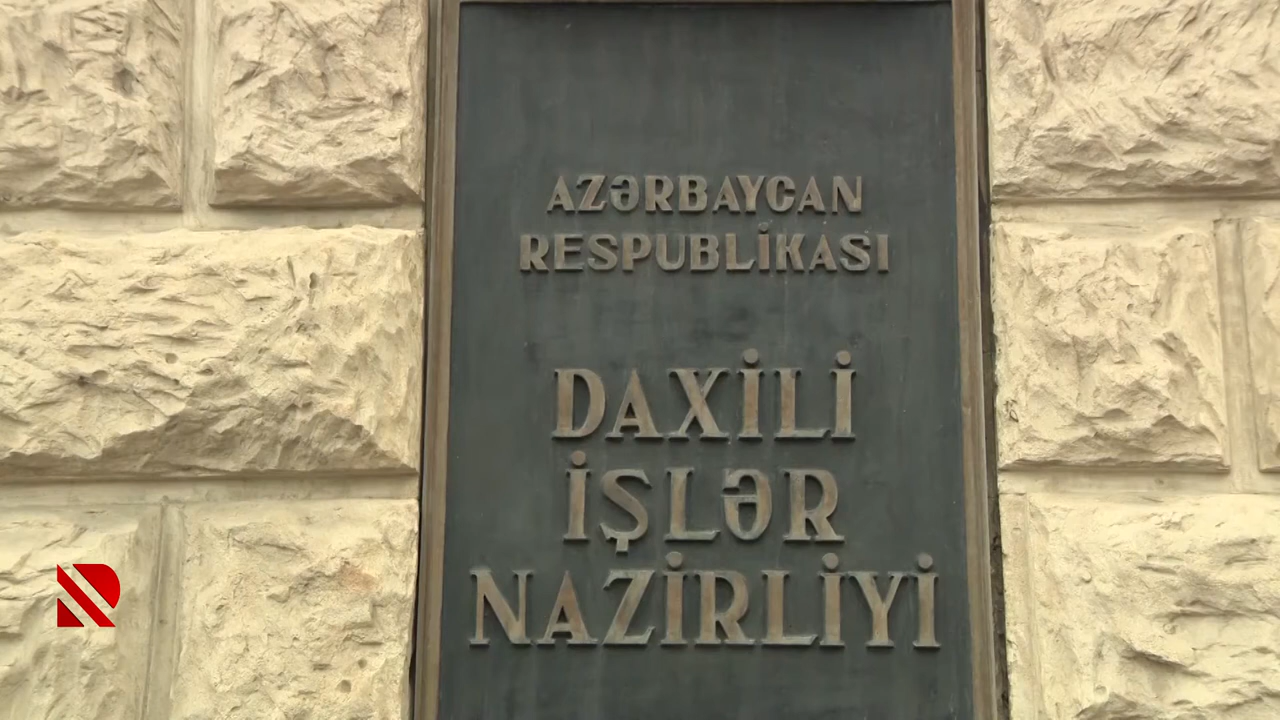 AZƏRBAYCAN
RESPUBLİKASI
DAXİLİ
İŞLƏR
NAZİRLİYİ